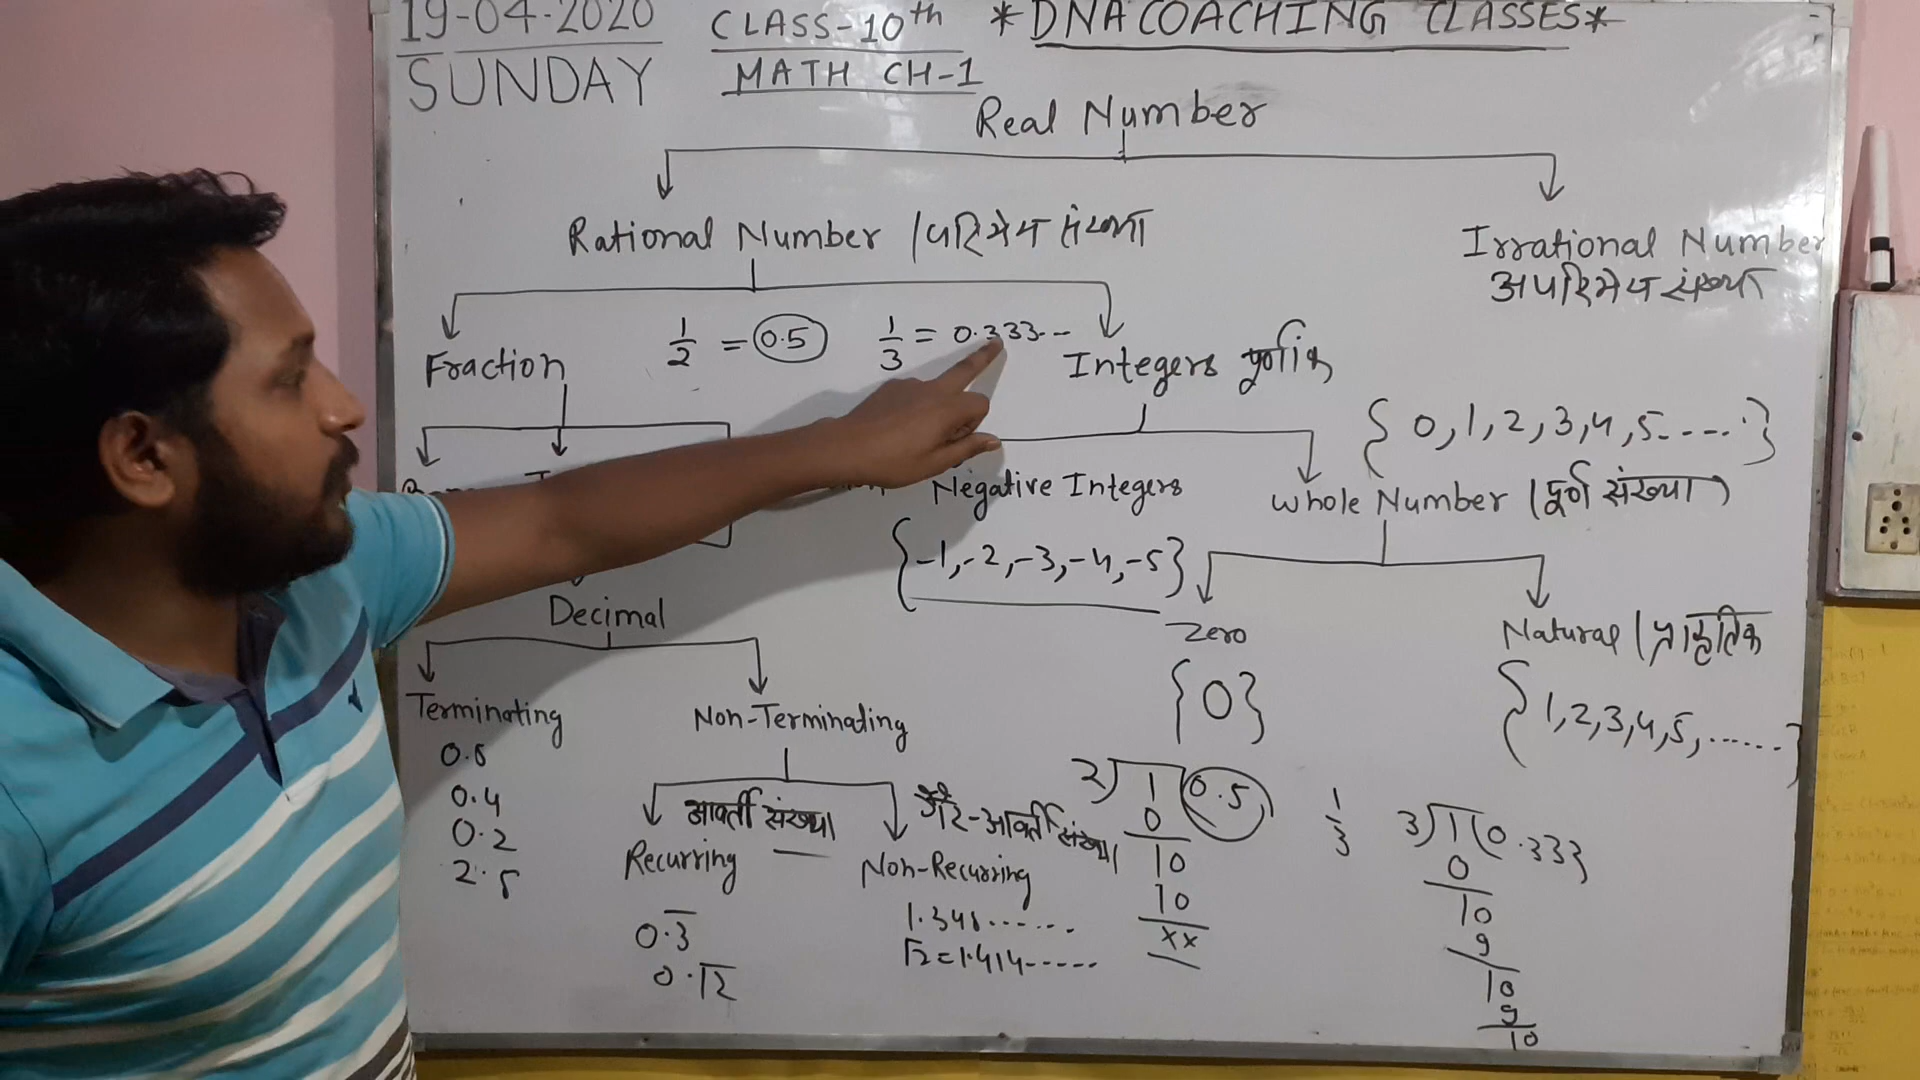 19-04-2020 CLASS-10th *DNA COACHING CLASSES*
SUNDAY MATH CH-1
Real Number
Rational Number / परिमेय संख्या
Irrational Number
अपरिमेय संख्या
1/2 = 0.5 1/3 = 0.333--
Fraction
Integers पूर्णांक
{0,1,2,3,4,5.....}
Negative Integers
Whole Number (पूर्ण संख्या)
{-1,-2,-3,-4,-5}
Decimal
Zero
Natural (प्राकृतिक
{0}
{1,2,3,4,5,......}
Terminating
Non-Terminating
0.4
0.2
2.5
आवर्ती संख्या
गैर-आवर्ती संख्या
Recurring
Non-Recurring
0.3̅
0.1̅2̅
√2=1.414-----
2)1(0.5
0
10
10
xx
1/3
3)1(0.333
0
10
9
10
9
10